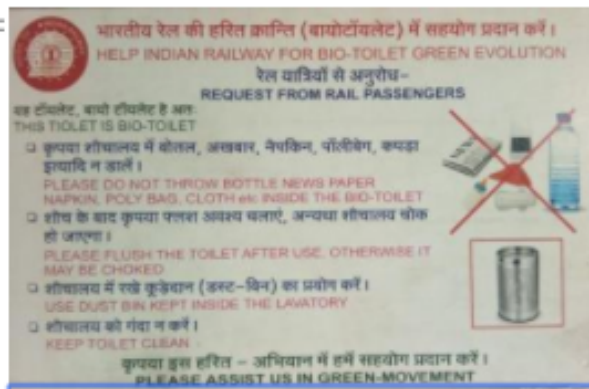 भारतीय रेल की हरित क्रान्ति (बायोटॉयलेट) में सहयोग प्रदान करें।
HELP INDIAN RAILWAY FOR BIO-TOILET GREEN EVOLUTION
रेल यात्रियों से अनुरोध–
REQUEST FROM RAIL PASSENGERS
यह टॉयलेट, बायो टॉयलेट है अतः
THIS TIOLET IS BIO-TOILET
कृपया शौचालय में बोतल, अखबार, नैपकिन, पॉलीबेग, कपड़ा
इत्यादि न डालें।
PLEASE DO NOT THROW BOTTLE NEWS PAPER
NAPKIN, POLY BAG, CLOTH etc INSIDE THE BIO-TOILET
शौच के बाद कृपया फ्लश अवश्य चलाएं, अन्यथा शौचालय चोक
हो जाएगा।
PLEASE FLUSH THE TOILET AFTER USE, OTHERWISE IT
MAY BE CHOKED
शौचालय में रखे कूड़ेदान (डस्ट–बिन) का प्रयोग करें।
USE DUST BIN KEPT INSIDE THE LAVATORY
शौचालय को गंदा न करें।
KEEP TOILET CLEAN
कृपया इस हरित – अभियान में हमें सहयोग प्रदान करें।
PLEASE ASSIST US IN GREEN-MOVEMENT